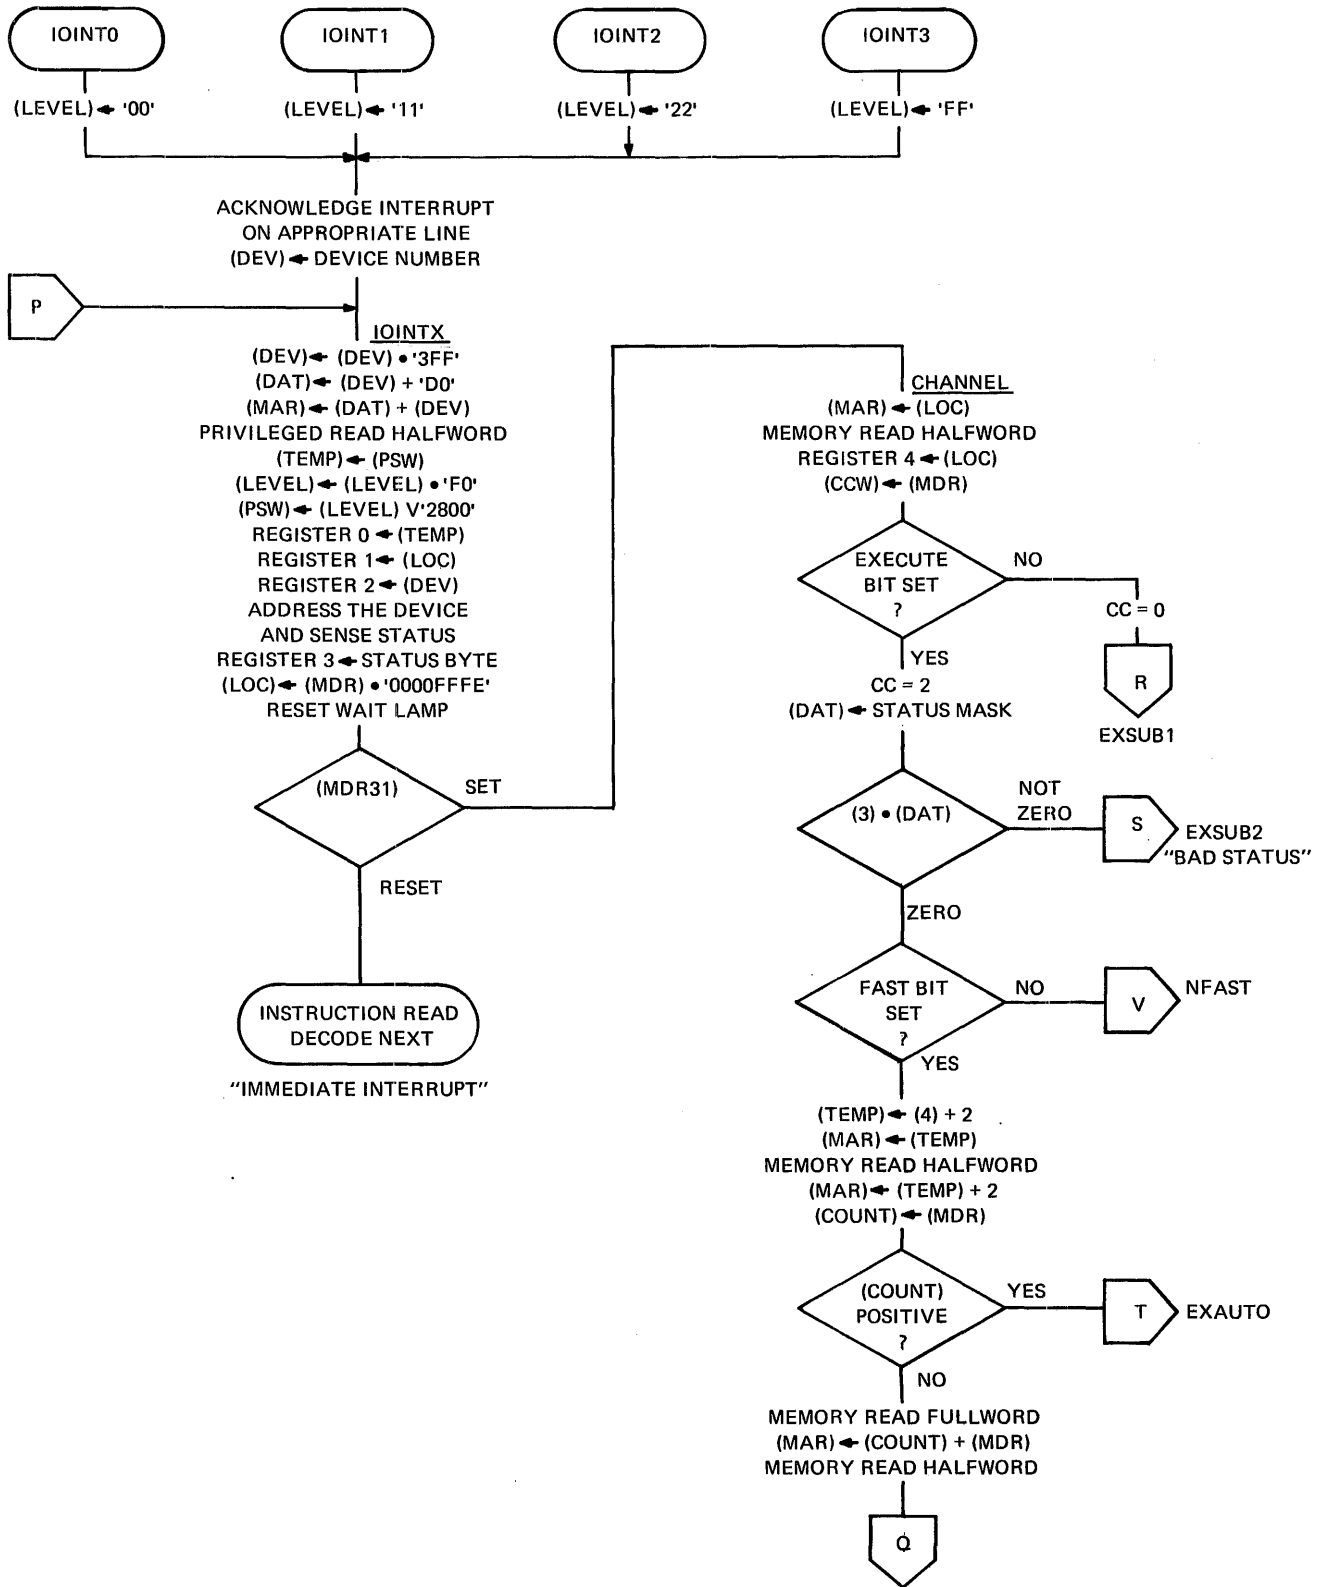 IOINT0
IOINT1
IOINT2
IOINT3
(LEVEL)← '00'
(LEVEL)← '11'
(LEVEL)← '22'
(LEVEL)← 'FF'
ACKNOWLEDGE INTERRUPT
ON APPROPRIATE LINE
(DEV)← DEVICE NUMBER
P
IOINTX
(DEV)← (DEV) • '3FF'
(DAT)← (DEV) + 'D0'
(MAR)← (DAT) + (DEV)
PRIVILEGED READ HALFWORD
(TEMP)← (PSW)
(LEVEL)← (LEVEL) • 'F0'
(PSW)← (LEVEL) V'2800'
REGISTER 0 ← (TEMP)
REGISTER 1← (LOC)
REGISTER 2 ← (DEV)
ADDRESS THE DEVICE
AND SENSE STATUS
REGISTER 3← STATUS BYTE
(LOC)← (MDR) • '0000FFFE'
RESET WAIT LAMP
(MDR31)
SET
RESET
INSTRUCTION READ
DECODE NEXT
"IMMEDIATE INTERRUPT"
CHANNEL
(MAR)← (LOC)
MEMORY READ HALFWORD
REGISTER 4 ← (LOC)
(CCW)← (MDR)
EXECUTE
BIT SET
?
NO
CC = 0
R
EXSUB1
YES
CC = 2
(DAT)← STATUS MASK
(3) • (DAT)
NOT
ZERO
S
EXSUB2
"BAD STATUS"
ZERO
FAST BIT
SET
?
NO
V
NFAST
YES
(TEMP)← (4) + 2
(MAR)← (TEMP)
MEMORY READ HALFWORD
(MAR)← (TEMP) + 2
(COUNT)← (MDR)
(COUNT)
POSITIVE
?
YES
T
EXAUTO
NO
MEMORY READ FULLWORD
(MAR)← (COUNT) + (MDR)
MEMORY READ HALFWORD
Q